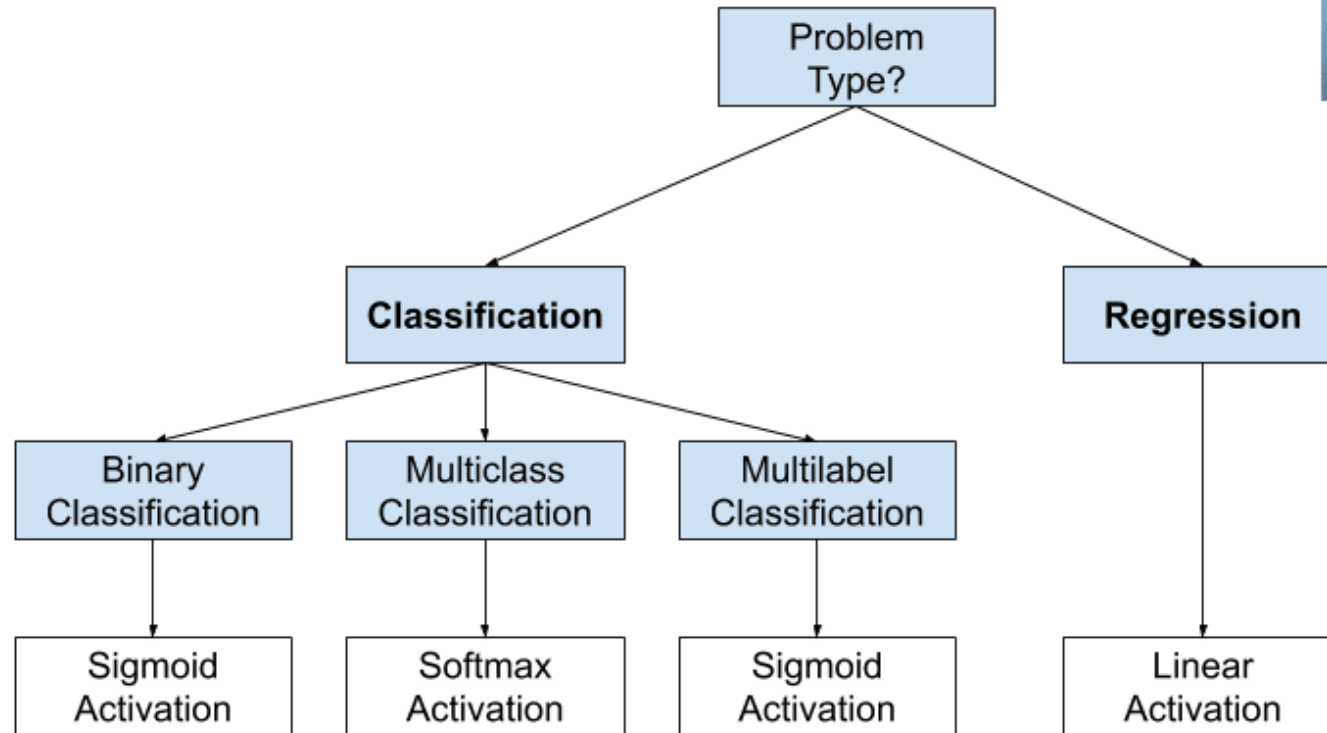 Problem
Type?
Classification
Regression
Binary
Classification
Multiclass
Classification
Multilabel
Classification
Sigmoid
Activation
Softmax
Activation
Sigmoid
Activation
Linear
Activation